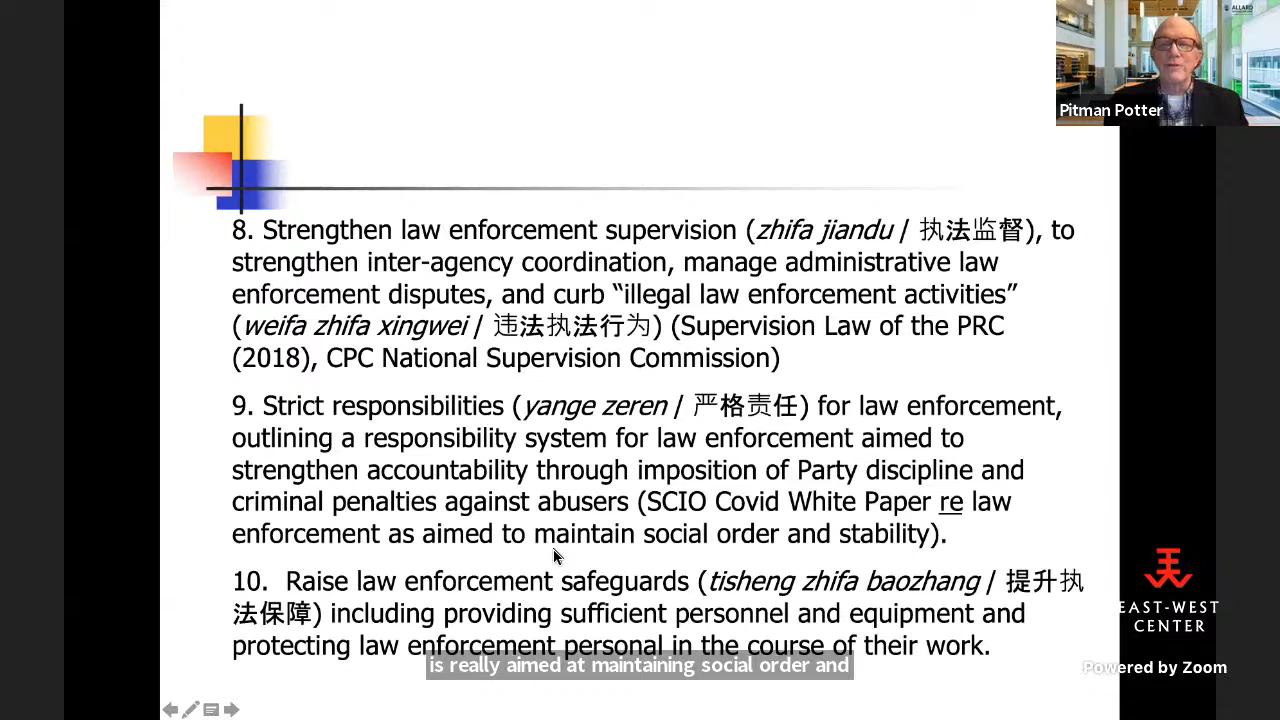 ALLARD
Pitman Potter
8. Strengthen law enforcement supervision (zhifa jiandu / 执法监督), to
strengthen inter-agency coordination, manage administrative law
enforcement disputes, and curb “illegal law enforcement activities”
(weifa zhifa xingwei / 违法执法行为) (Supervision Law of the PRC
(2018), CPC National Supervision Commission)
9. Strict responsibilities (yange zeren / 严格责任) for law enforcement,
outlining a responsibility system for law enforcement aimed to
strengthen accountability through imposition of Party discipline and
criminal penalties against abusers (SCIO Covid White Paper re law
enforcement as aimed to maintain social order and stability).
10. Raise law enforcement safeguards (tisheng zhifa baozhang / 提升执
法保障) including providing sufficient personnel and equipment and
protecting law enforcement personal in the course of their work.
is really aimed at maintaining social order and
EAST-WEST
CENTER
Powered by Zoom